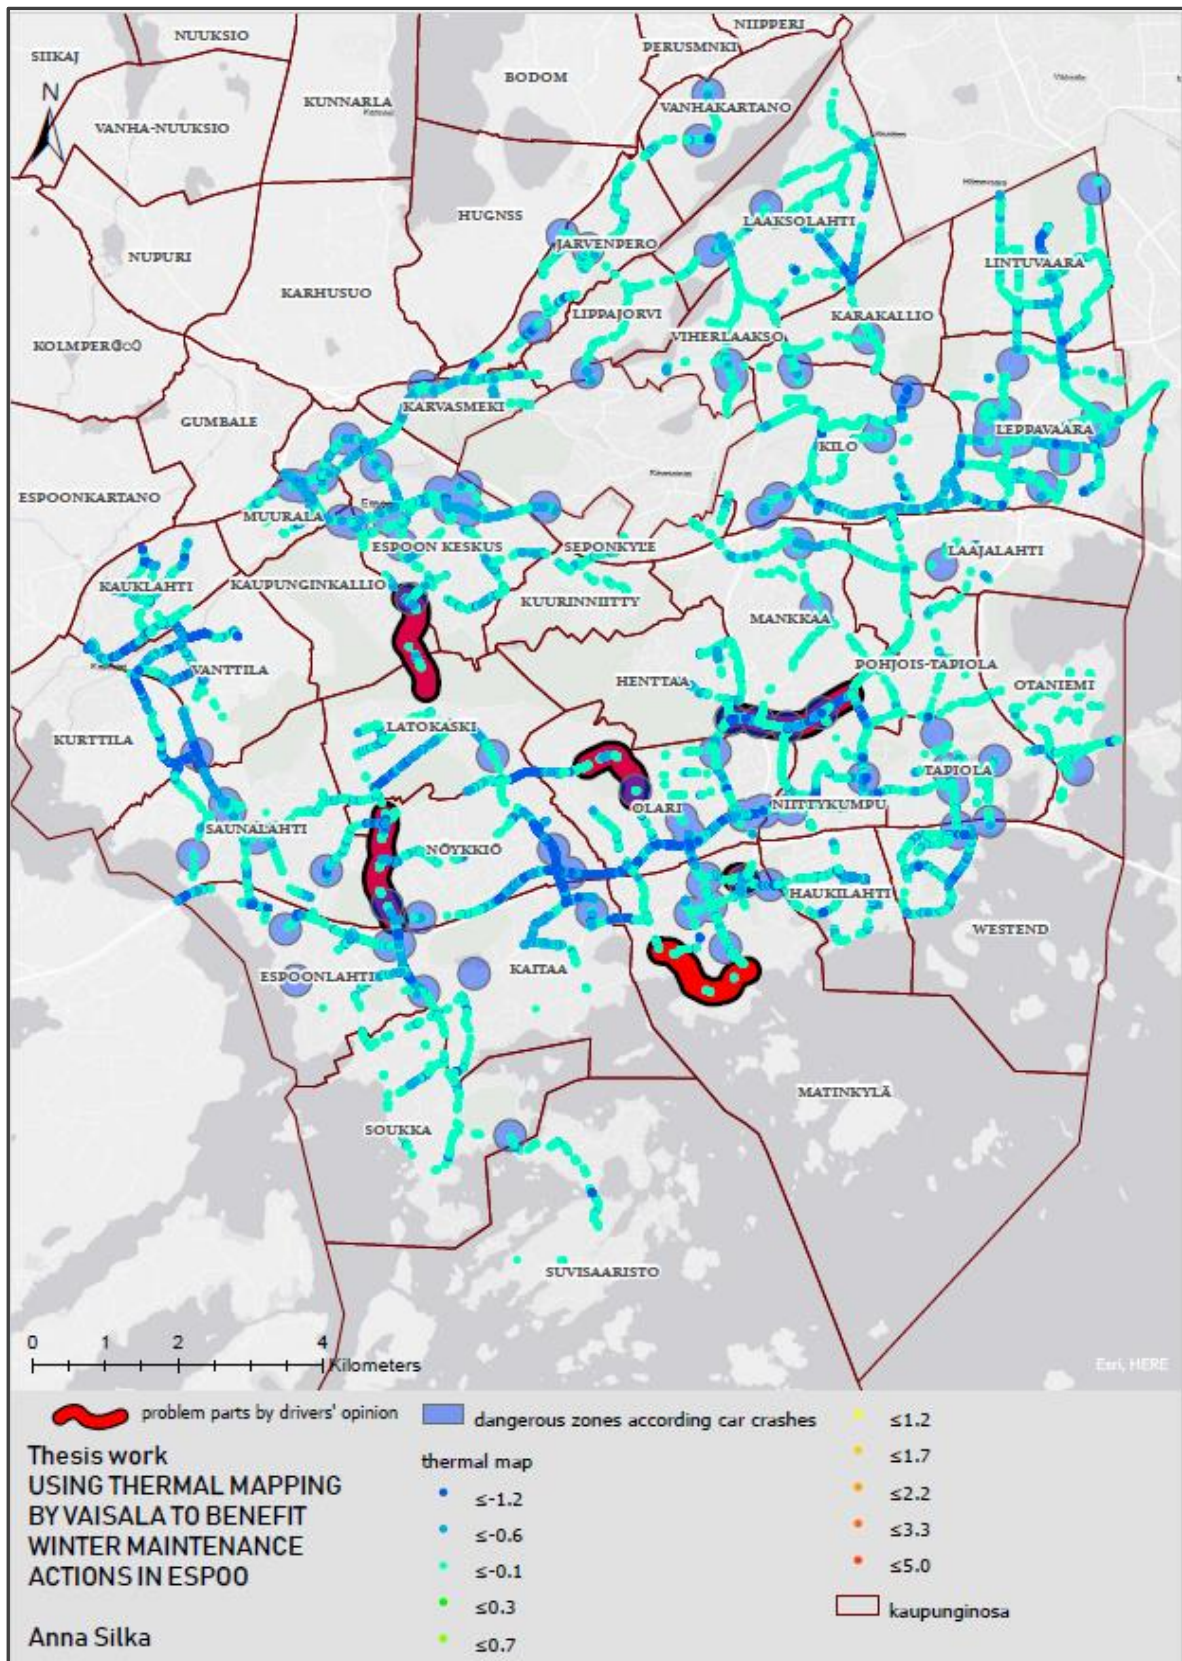 NIIPPERI
NUUKSIO
SIIKAJ
PERUSMNKI
BODOM
N
KUNNARLA
VANHAKARTANO
VANHA-NUUKSIO
HUGNSS
LAAKSOLAHTI
JARVENPERO
NUPURI
LINTUVAARA
KARHUSUO
LIPPAJORVI
KARAKALLIO
VIHERLAAKSO
KARVASMEKI
GUMBALE
LEPPAVAARA
KILO
ESPOONKARTANO
MUURALA
ESPOON KESKUS
SEPONKYLE
LAAJALAHTI
KAUKLAHTI
KAUPUNGINKALLIO
KUURINNIITTY
MANKKAA
VANTTILA
POHJOIS-TAPIOLA
HENTTAA
OTANIEMI
LATOKASKI
KURTTILA
TAPIOLA
OLARI
NIITTYKUMPU
SAUNALAHTI
NÖYKKIÖ
HAUKILAHTI
WESTEND
ESPOONLAHTI
KAITAA
MATINKYLÄ
SOUKKA
SUVISAARISTO
0 1 2 4
Kilometers
Esri, HERE
problem parts by drivers' opinion
dangerous zones according car crashes
thermal map
≤-1.2
≤-0.6
≤-0.1
≤0.3
≤0.7
≤1.2
≤1.7
≤2.2
≤3.3
≤5.0
kaupunginosa
Thesis work
USING THERMAL MAPPING
BY VAISALA TO BENEFIT
WINTER MAINTENANCE
ACTIONS IN ESPOO
Anna Silka